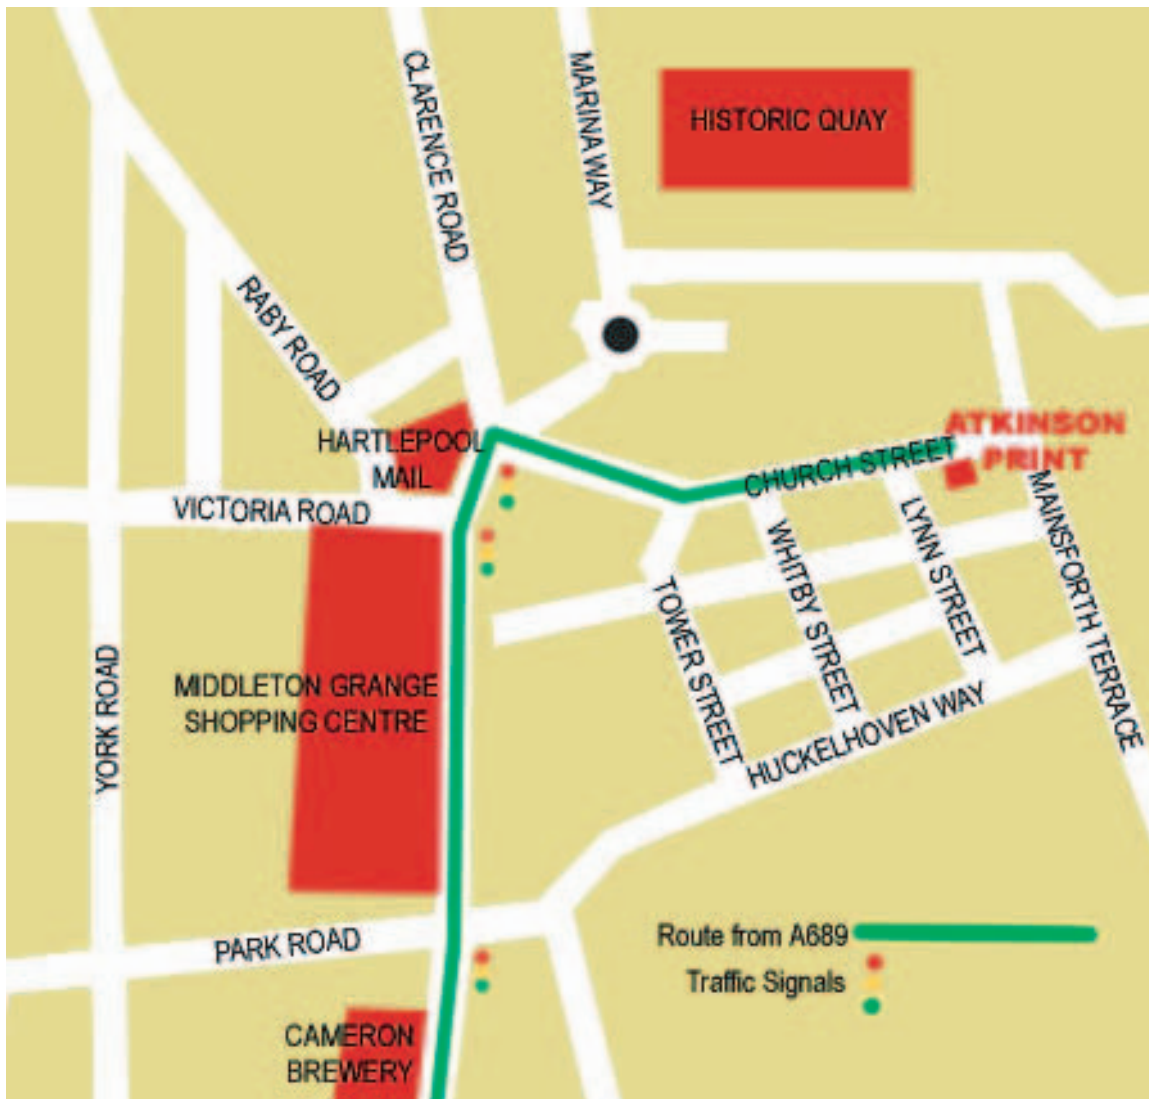 CLARENCE ROAD
MARINA WAY
HISTORIC QUAY
RABY ROAD
HARTLEPOOL
MAIL
ATKINSON
PRINT
CHURCH STREET
VICTORIA ROAD
MAINSFORTH TERRACE
LYNN STREET
WHITBY STREET
TOWER STREET
YORK ROAD
MIDDLETON GRANGE
SHOPPING CENTRE
HUCKELHOVEN WAY
PARK ROAD
Route from A689
Traffic Signals
CAMERON
BREWERY